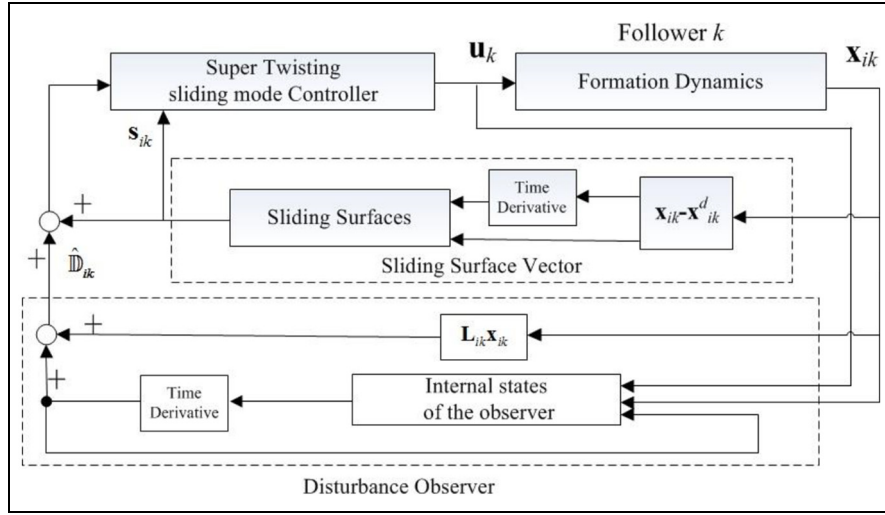 Follower k
Super Twisting
sliding mode Controller
u_k
Formation Dynamics
x_ik
s_ik
Time
Derivative
Sliding Surfaces
x_ik-x^d_ik
+
Sliding Surface Vector
+
𝔻̂_ik
+
L_ik x_ik
+
Time
Derivative
Internal states
of the observer
Disturbance Observer